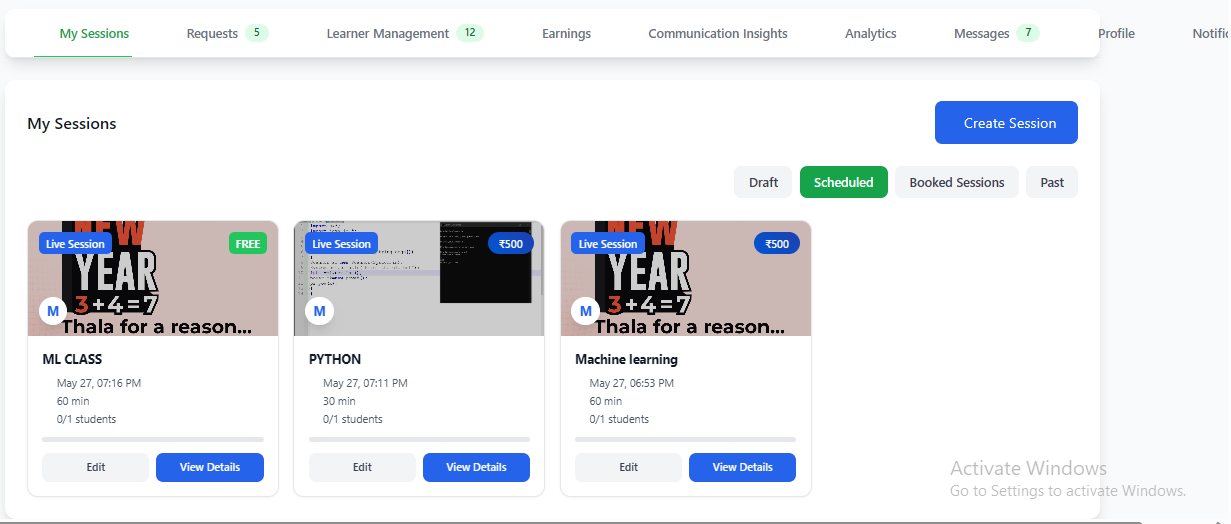 My Sessions Requests 5 Learner Management 12 Earnings Communication Insights Analytics Messages 7 Profile Notific
My Sessions Create Session
Draft Scheduled Booked Sessions Past
Live Session FREE
NEW
YEAR
3+4=7
M
Thala for a reason...
ML CLASS
May 27, 07:16 PM
60 min
0/1 students
Edit View Details
Live Session ₹500
M
PYTHON
May 27, 07:11 PM
30 min
0/1 students
Edit View Details
Live Session ₹500
NEW
YEAR
3+4=7
M
Thala for a reason...
Machine learning
May 27, 06:53 PM
60 min
0/1 students
Edit View Details
Activate Windows
Go to Settings to activate Windows.